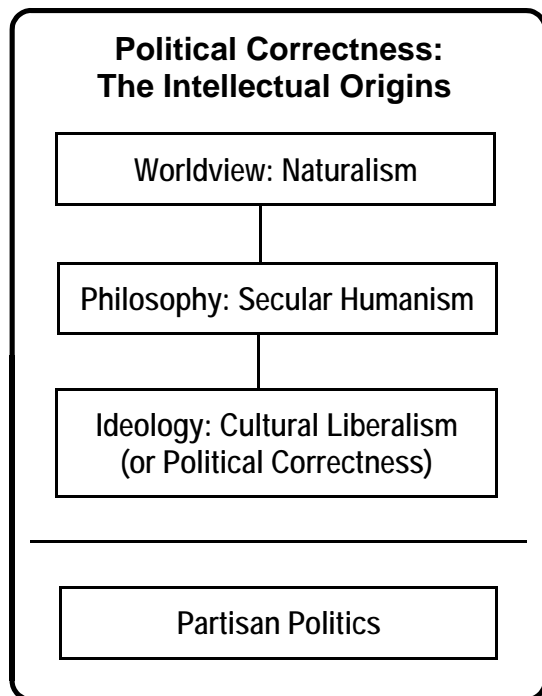 Political Correctness:
The Intellectual Origins
Worldview: Naturalism
Philosophy: Secular Humanism
Ideology: Cultural Liberalism
(or Political Correctness)
Partisan Politics